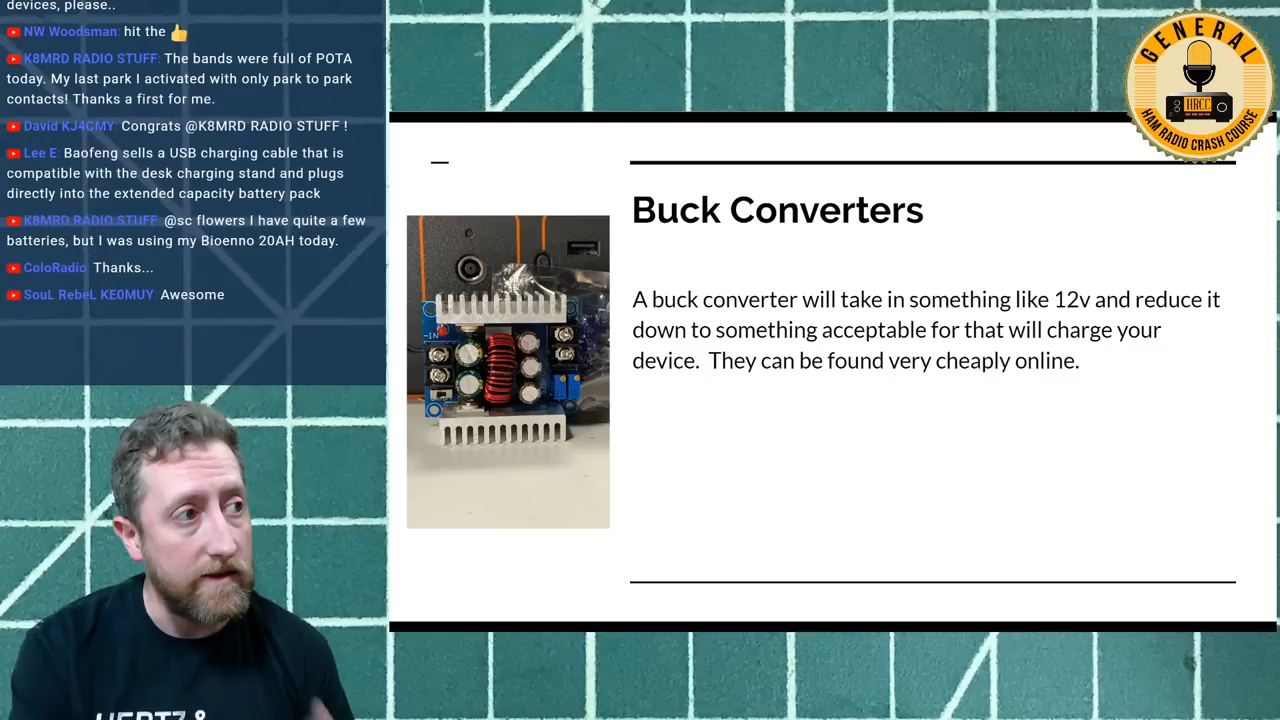 devices, please..
NW Woodsman: hit the 👍
K8MRD RADIO STUFF: The bands were full of POTA
today. My last park I activated with only park to park
contacts! Thanks a first for me.
David KJ4CMY: Congrats @K8MRD RADIO STUFF !
Lee E: Baofeng sells a USB charging cable that is
compatible with the desk charging stand and plugs
directly into the extended capacity battery pack
K8MRD RADIO STUFF: @sc flowers I have quite a few
batteries, but I was using my Bioenno 20AH today.
ColoRadio: Thanks...
SouL RebeL KE0MUY: Awesome
GENERAL
HRCC
HAM RADIO CRASH COURSE
Buck Converters
A buck converter will take in something like 12v and reduce it
down to something acceptable for that will charge your
device.  They can be found very cheaply online.
-IN
HERTZ &